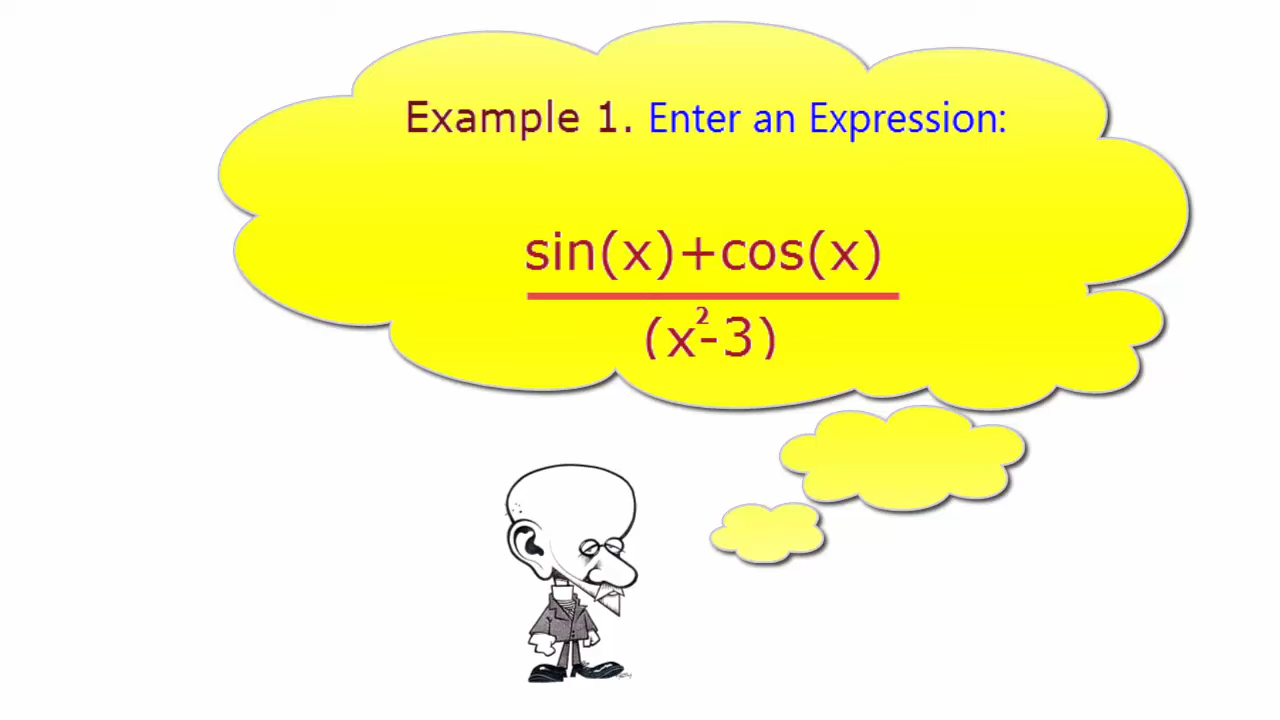 Example 1. Enter an Expression:
sin(x)+cos(x)
(x²-3)